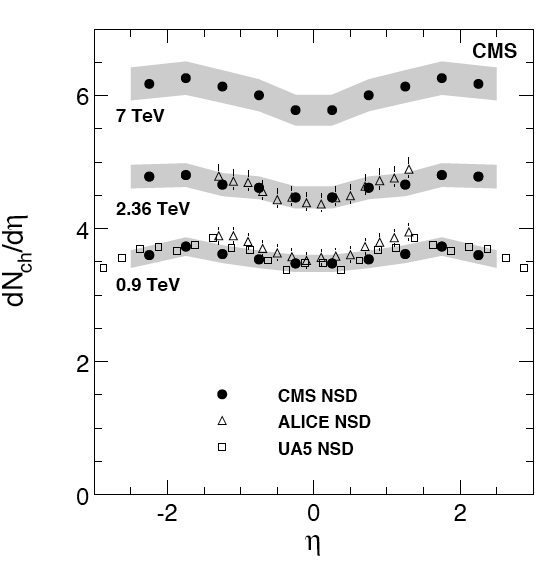 CMS
6
7 TeV
dN_ch/dη
2.36 TeV
4
0.9 TeV
2
CMS NSD
ALICE NSD
UA5 NSD
0
-2 0 2
η